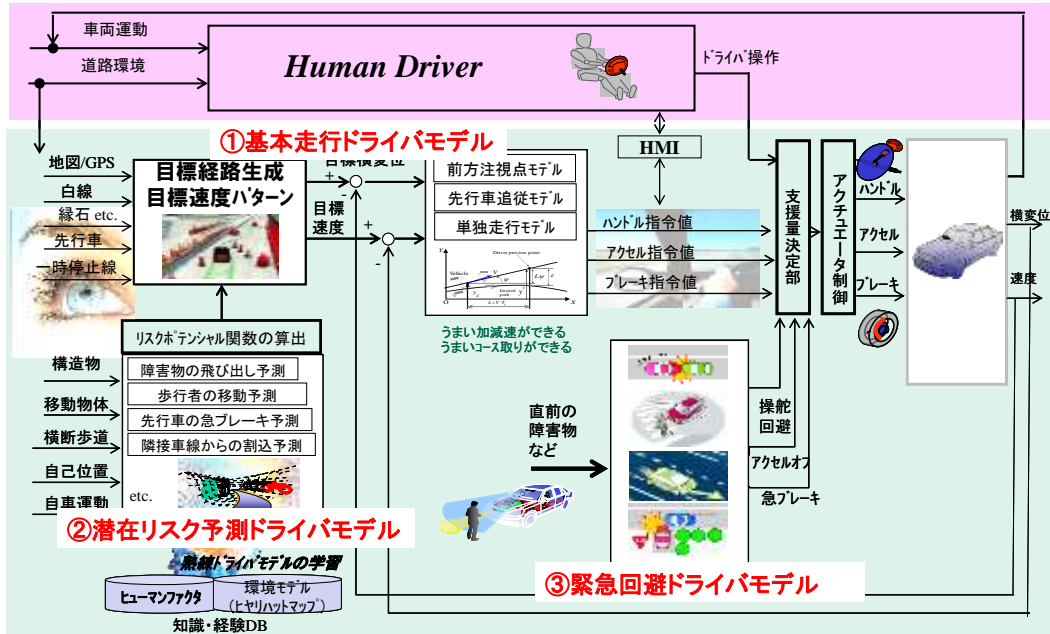 車両運動
道路環境
Human Driver
ドライバ操作
①基本走行ドライバモデル
HMI
地図/GPS
白線
縁石 etc.
先行車
一時停止線
目標経路生成
目標速度パターン
目標横変位
+
-
目標
速度
+
-
前方注視点モデル
先行車追従モデル
単独走行モデル
Driver preview point
Vehicle
Desired
path
うまい加減速ができる
うまいコース取りができる
ハンドル指令値
アクセル指令値
ブレーキ指令値
支援量決定部
アクチュエータ制御
ハンドル
アクセル
ブレーキ
横変位
速度
リスクポテンシャル関数の算出
構造物
移動物体
横断歩道
自己位置
自車運動
障害物の飛び出し予測
歩行者の移動予測
先行車の急ブレーキ予測
隣接車線からの割込予測
etc.
②潜在リスク予測ドライバモデル
熟練ドライバモデルの学習
ヒューマンファクタ
環境モデル
(ヒヤリハットマップ)
知識・経験DB
直前の
障害物
など
操舵
回避
アクセルオフ
急ブレーキ
③緊急回避ドライバモデル